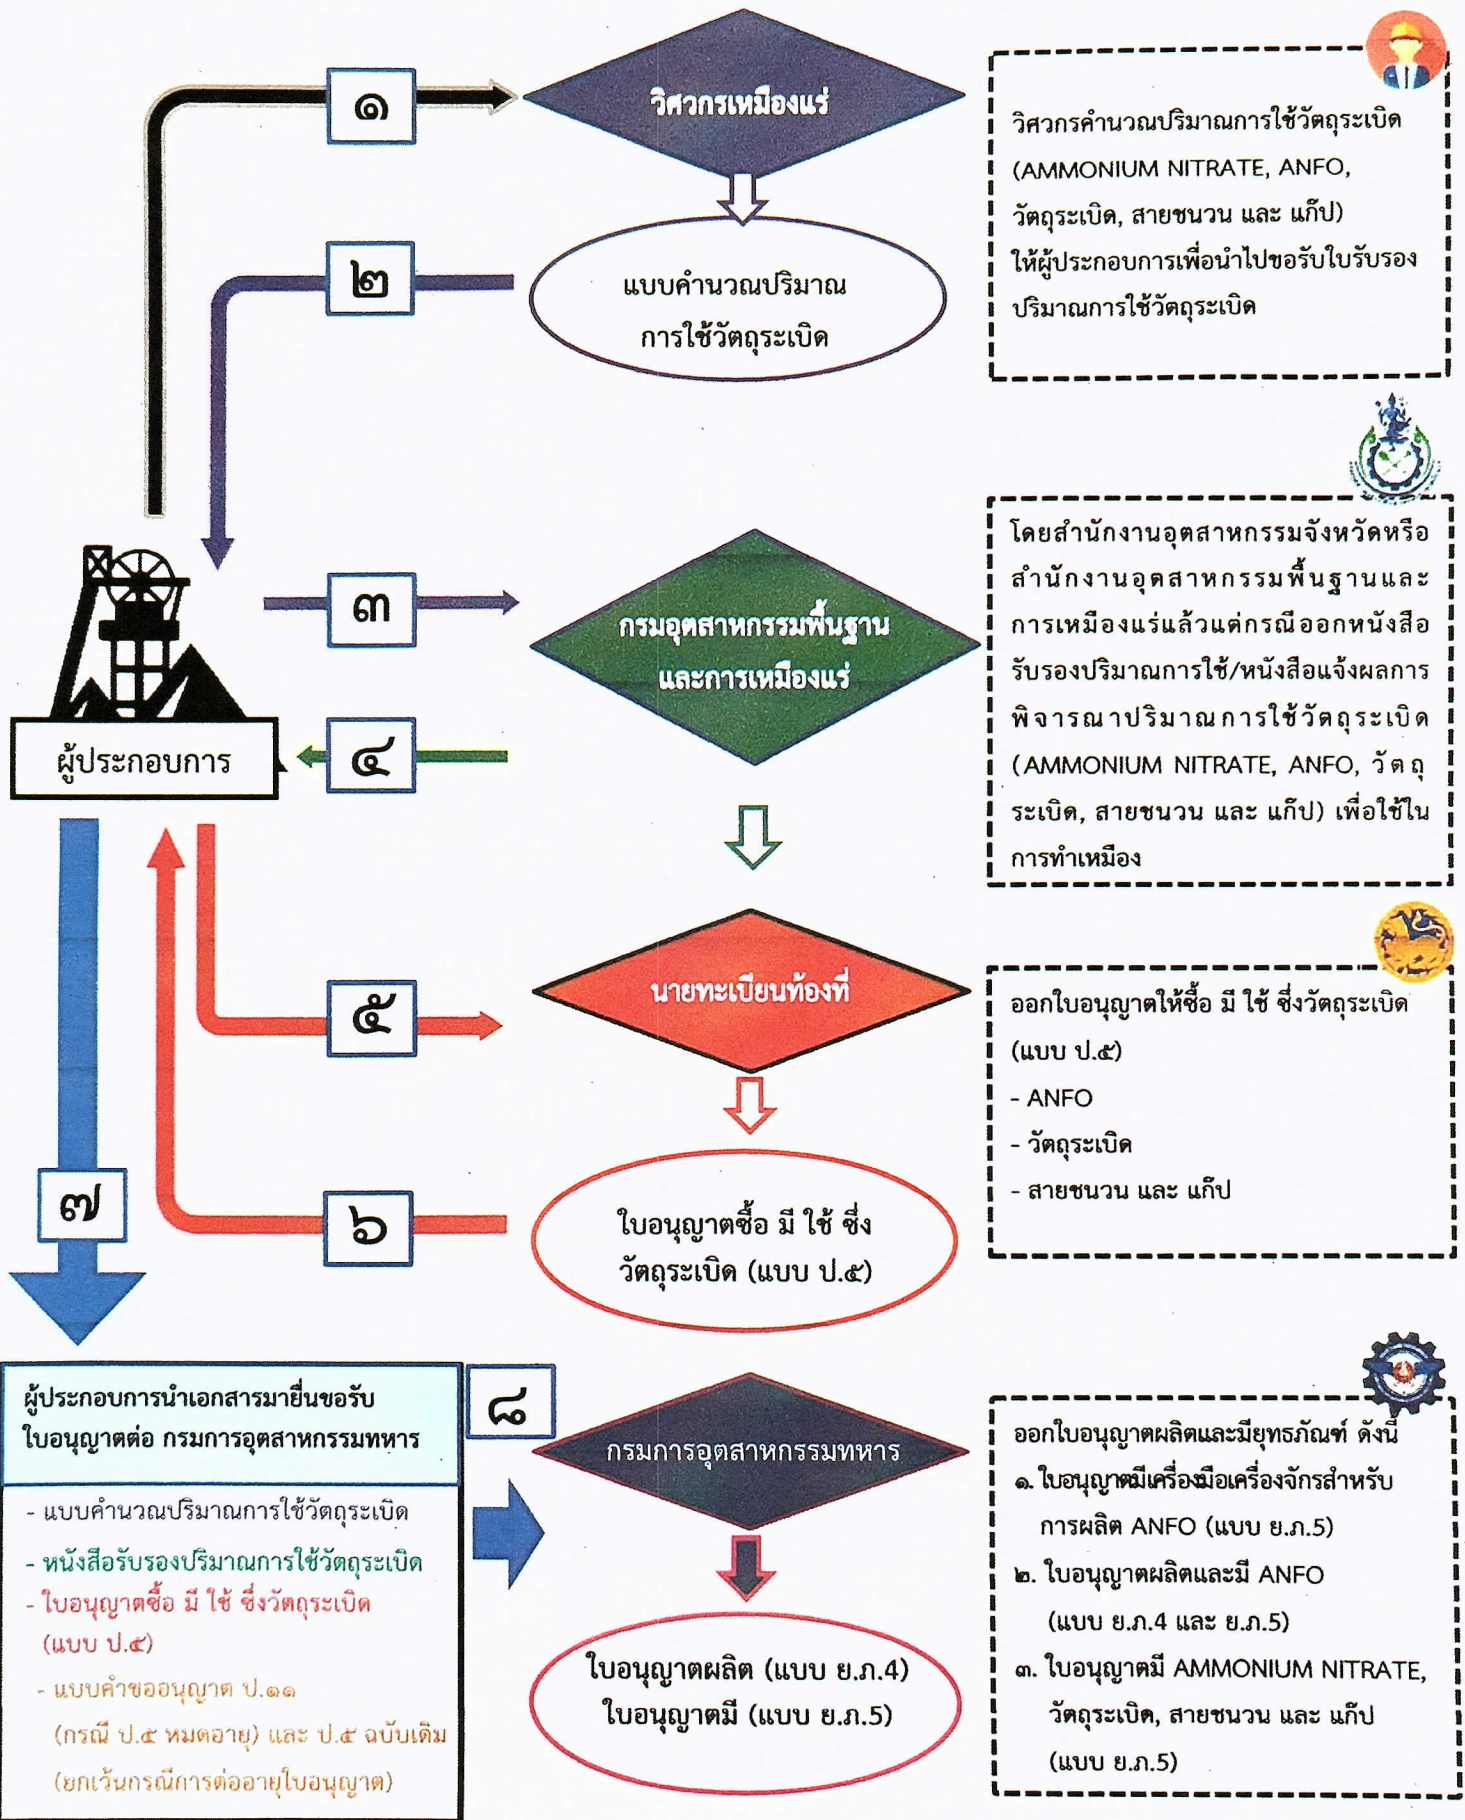 ๑
วิศวกรเหมืองแร่
วิศวกรคำนวณปริมาณการใช้วัตถุระเบิด
(AMMONIUM NITRATE, ANFO,
วัตถุระเบิด, สายชนวน และ แก๊ป)
ให้ผู้ประกอบการเพื่อนำไปขอรับใบรับรอง
ปริมาณการใช้วัตถุระเบิด
๒
แบบคำนวณปริมาณ
การใช้วัตถุระเบิด
๓
กรมอุตสาหกรรมพื้นฐาน
และการเหมืองแร่
โดยสำนักงานอุตสาหกรรมจังหวัดหรือ
สำนักงานอุตสาหกรรมพื้นฐานและ
การเหมืองแร่แล้วแต่กรณีออกหนังสือ
รับรองปริมาณการใช้/หนังสือแจ้งผลการ
พิจารณาปริมาณการใช้วัตถุระเบิด
(AMMONIUM NITRATE, ANFO, วัตถุ
ระเบิด, สายชนวน และ แก๊ป) เพื่อใช้ใน
การทำเหมือง
ผู้ประกอบการ
๔
๕
นายทะเบียนท้องที่
ออกใบอนุญาตให้ซื้อ มี ใช้ ซึ่งวัตถุระเบิด
(แบบ ป.๕)
- ANFO
- วัตถุระเบิด
- สายชนวน และ แก๊ป
๗
๖
ใบอนุญาตซื้อ มี ใช้ ซึ่ง
วัตถุระเบิด (แบบ ป.๕)
ผู้ประกอบการนำเอกสารมายื่นขอรับ
ใบอนุญาตต่อ กรมการอุตสาหกรรมทหาร
- แบบคำนวณปริมาณการใช้วัตถุระเบิด
- หนังสือรับรองปริมาณการใช้วัตถุระเบิด
- ใบอนุญาตซื้อ มี ใช้ ซึ่งวัตถุระเบิด
(แบบ ป.๕)
- แบบคำขออนุญาต ป.๑๑
(กรณี ป.๕ หมดอายุ) และ ป.๕ ฉบับเดิม
(ยกเว้นกรณีการต่ออายุใบอนุญาต)
๘
กรมการอุตสาหกรรมทหาร
ใบอนุญาตผลิต (แบบ ย.ภ.4)
ใบอนุญาตมี (แบบ ย.ภ.5)
ออกใบอนุญาตผลิตและมียุทธภัณฑ์ ดังนี้
๑. ใบอนุญาตมีเครื่องมือเครื่องจักรสำหรับ
การผลิต ANFO (แบบ ย.ภ.5)
๒. ใบอนุญาตผลิตและมี ANFO
(แบบ ย.ภ.4 และ ย.ภ.5)
๓. ใบอนุญาตมี AMMONIUM NITRATE,
วัตถุระเบิด, สายชนวน และ แก๊ป
(แบบ ย.ภ.5)